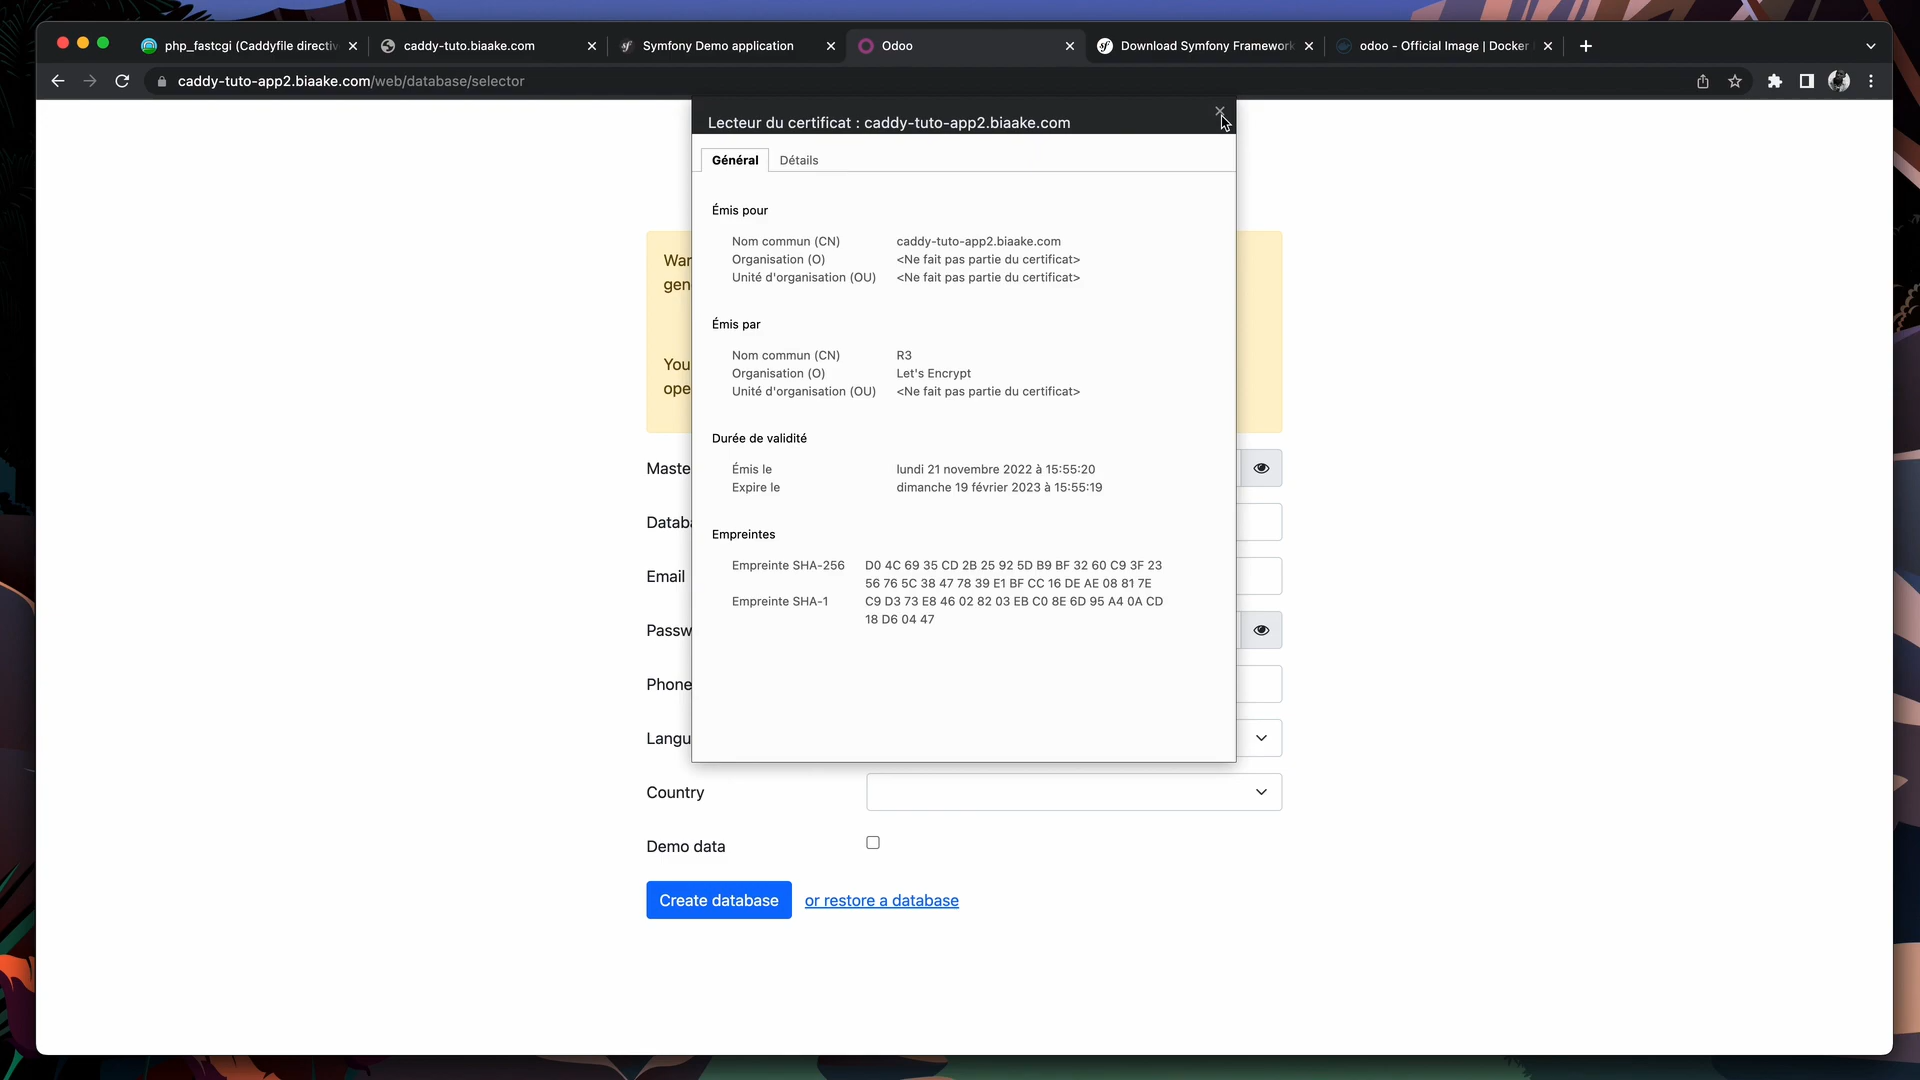 php_fastcgi (Caddyfile directiv
caddy-tuto.biaake.com
Symfony Demo application
Odoo
Download Symfony Framework
odoo - Official Image | Docker
caddy-tuto-app2.biaake.com/web/database/selector
Lecteur du certificat : caddy-tuto-app2.biaake.com
Général
Détails
Émis pour
Nom commun (CN) caddy-tuto-app2.biaake.com
Organisation (O) <Ne fait pas partie du certificat>
Unité d'organisation (OU) <Ne fait pas partie du certificat>
Émis par
Nom commun (CN) R3
Organisation (O) Let's Encrypt
Unité d'organisation (OU) <Ne fait pas partie du certificat>
Durée de validité
Émis le lundi 21 novembre 2022 à 15:55:20
Expire le dimanche 19 février 2023 à 15:55:19
Empreintes
Empreinte SHA-256 D0 4C 69 35 CD 2B 25 92 5D B9 BF 32 60 C9 3F 23
56 76 5C 38 47 78 39 E1 BF CC 16 DE AE 08 81 7E
Empreinte SHA-1 C9 D3 73 E8 46 02 82 03 EB C0 8E 6D 95 A4 0A CD
18 D6 04 47
War
gen
You
ope
Maste
Databa
Email
Passw
Phone
Langu
Country
Demo data
Create database
or restore a database